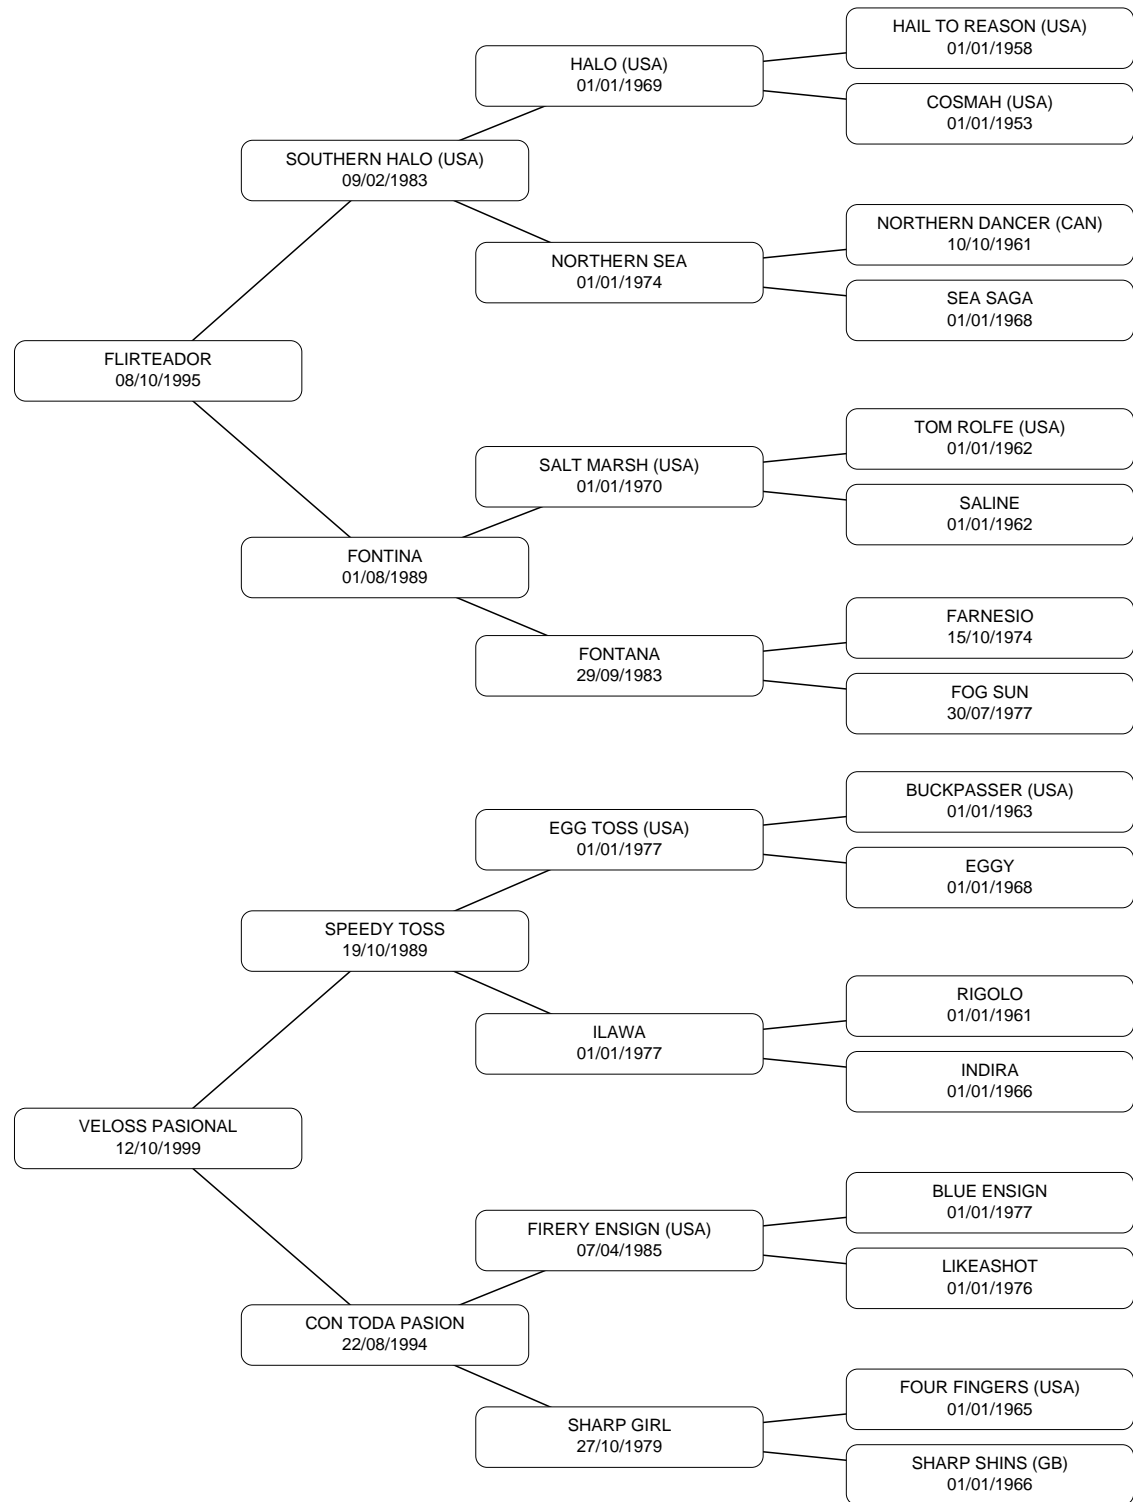 HAIL TO REASON (USA)
01/01/1958
HALO (USA)
01/01/1969
COSMAH (USA)
01/01/1953
SOUTHERN HALO (USA)
09/02/1983
NORTHERN DANCER (CAN)
10/10/1961
NORTHERN SEA
01/01/1974
SEA SAGA
01/01/1968
FLIRTEADOR
08/10/1995
TOM ROLFE (USA)
01/01/1962
SALT MARSH (USA)
01/01/1970
SALINE
01/01/1962
FONTINA
01/08/1989
FARNESIO
15/10/1974
FONTANA
29/09/1983
FOG SUN
30/07/1977
BUCKPASSER (USA)
01/01/1963
EGG TOSS (USA)
01/01/1977
EGGY
01/01/1968
SPEEDY TOSS
19/10/1989
RIGOLO
01/01/1961
ILAWA
01/01/1977
INDIRA
01/01/1966
VELOSS PASIONAL
12/10/1999
BLUE ENSIGN
01/01/1977
FIRERY ENSIGN (USA)
07/04/1985
LIKEASHOT
01/01/1976
CON TODA PASION
22/08/1994
FOUR FINGERS (USA)
01/01/1965
SHARP GIRL
27/10/1979
SHARP SHINS (GB)
01/01/1966